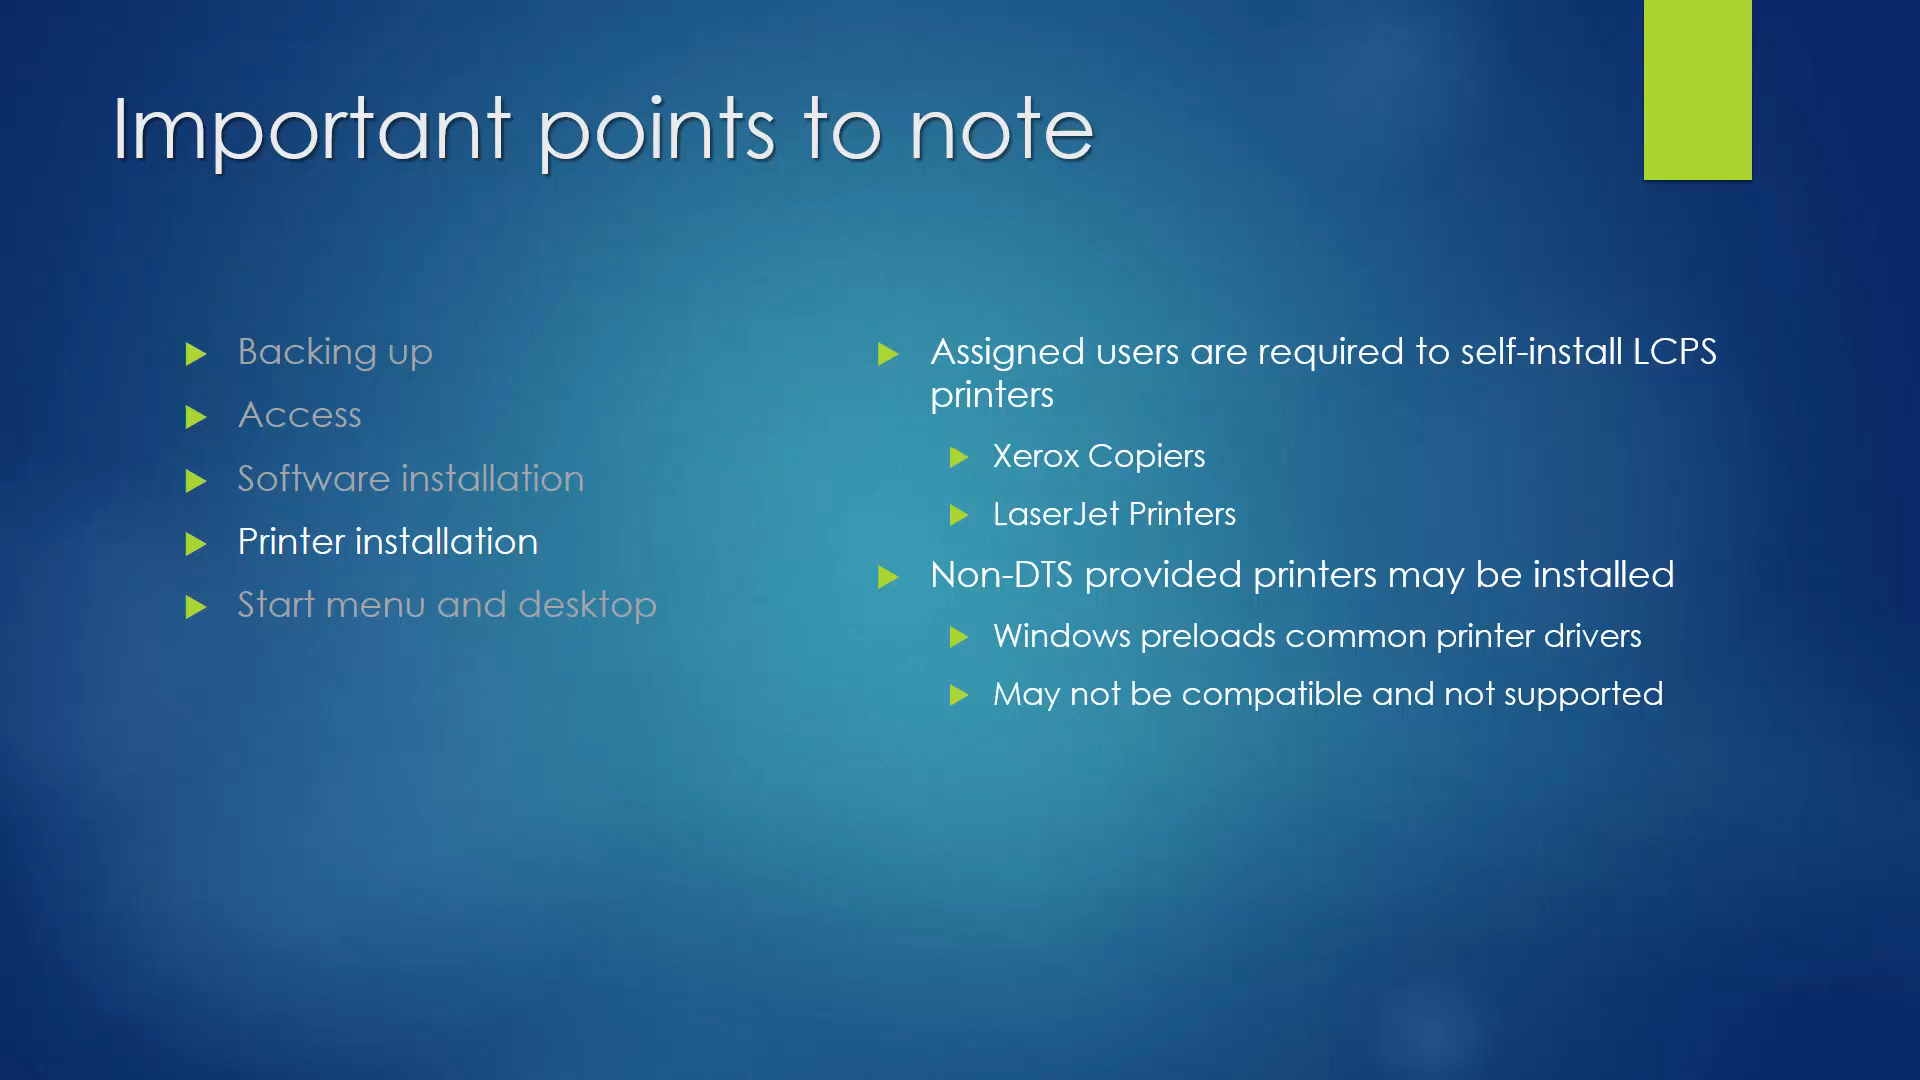 Important points to note
Backing up
Access
Software installation
Printer installation
Start menu and desktop
Assigned users are required to self-install LCPS
printers
Xerox Copiers
LaserJet Printers
Non-DTS provided printers may be installed
Windows preloads common printer drivers
May not be compatible and not supported